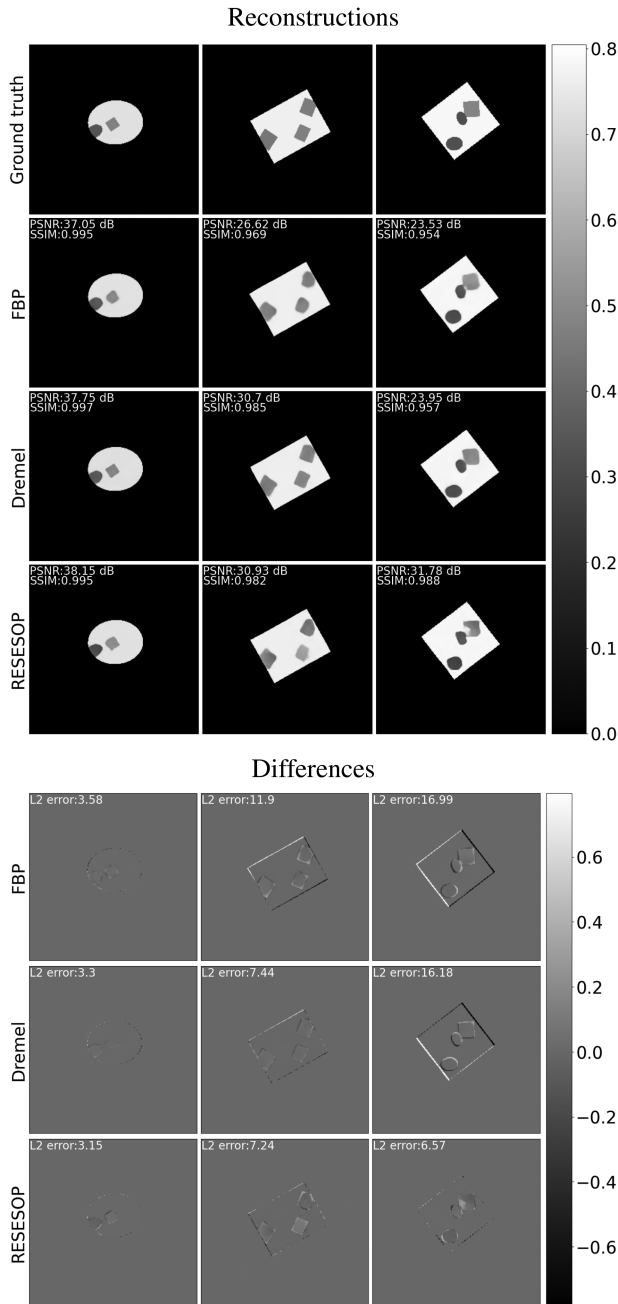 Reconstructions
Ground truth
0.8
0.7
0.6
0.5
0.4
0.3
0.2
0.1
0.0
FBP
PSNR:37.05 dB
SSIM:0.995
PSNR:26.62 dB
SSIM:0.969
PSNR:23.53 dB
SSIM:0.954
Dremel
PSNR:37.75 dB
SSIM:0.997
PSNR:30.7 dB
SSIM:0.985
PSNR:23.95 dB
SSIM:0.957
RESESOP
PSNR:38.15 dB
SSIM:0.995
PSNR:30.93 dB
SSIM:0.982
PSNR:31.78 dB
SSIM:0.988
Differences
FBP
L2 error:3.58
L2 error:11.9
L2 error:16.99
Dremel
L2 error:3.3
L2 error:7.44
L2 error:16.18
RESESOP
L2 error:3.15
L2 error:7.24
L2 error:6.57
0.6
0.4
0.2
0.0
−0.2
−0.4
−0.6